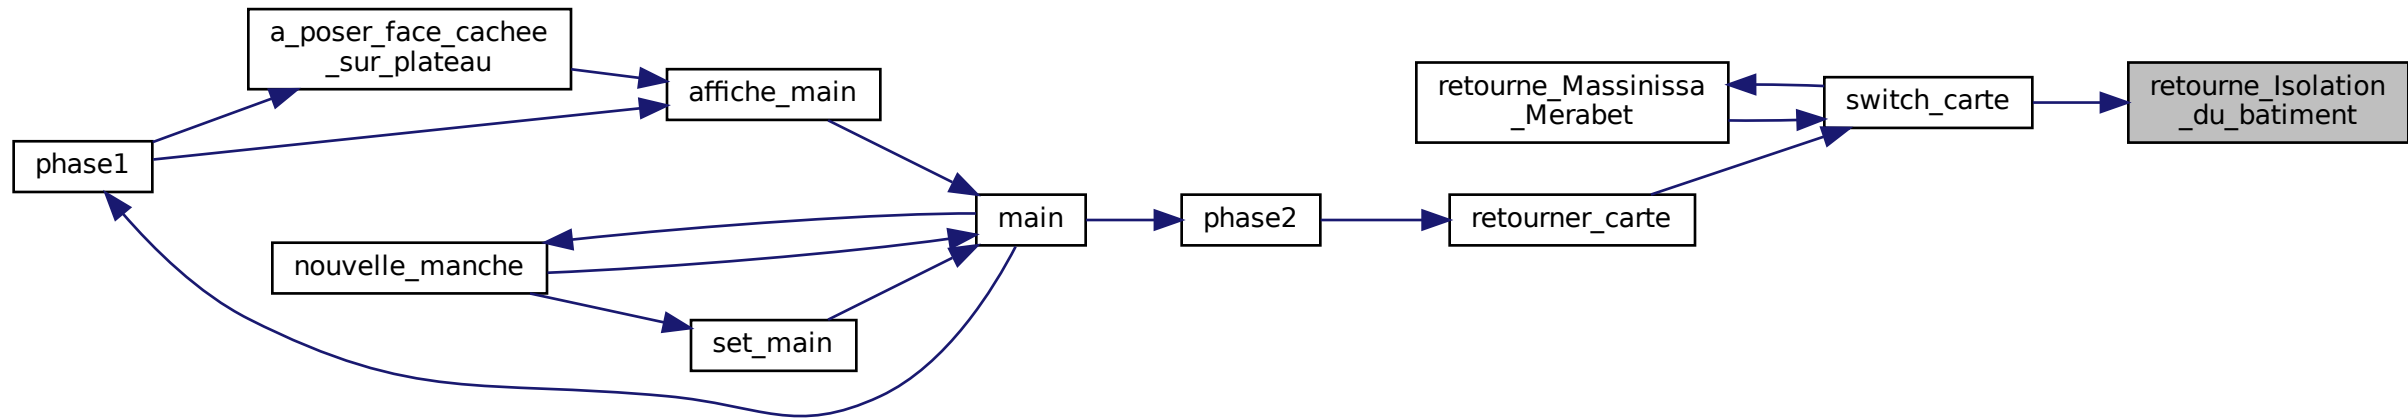 a_poser_face_cachee
_sur_plateau
affiche_main
phase1
nouvelle_manche
set_main
main
phase2
retourne_Massinissa
_Merabet
retourner_carte
switch_carte
retourne_Isolation
_du_batiment